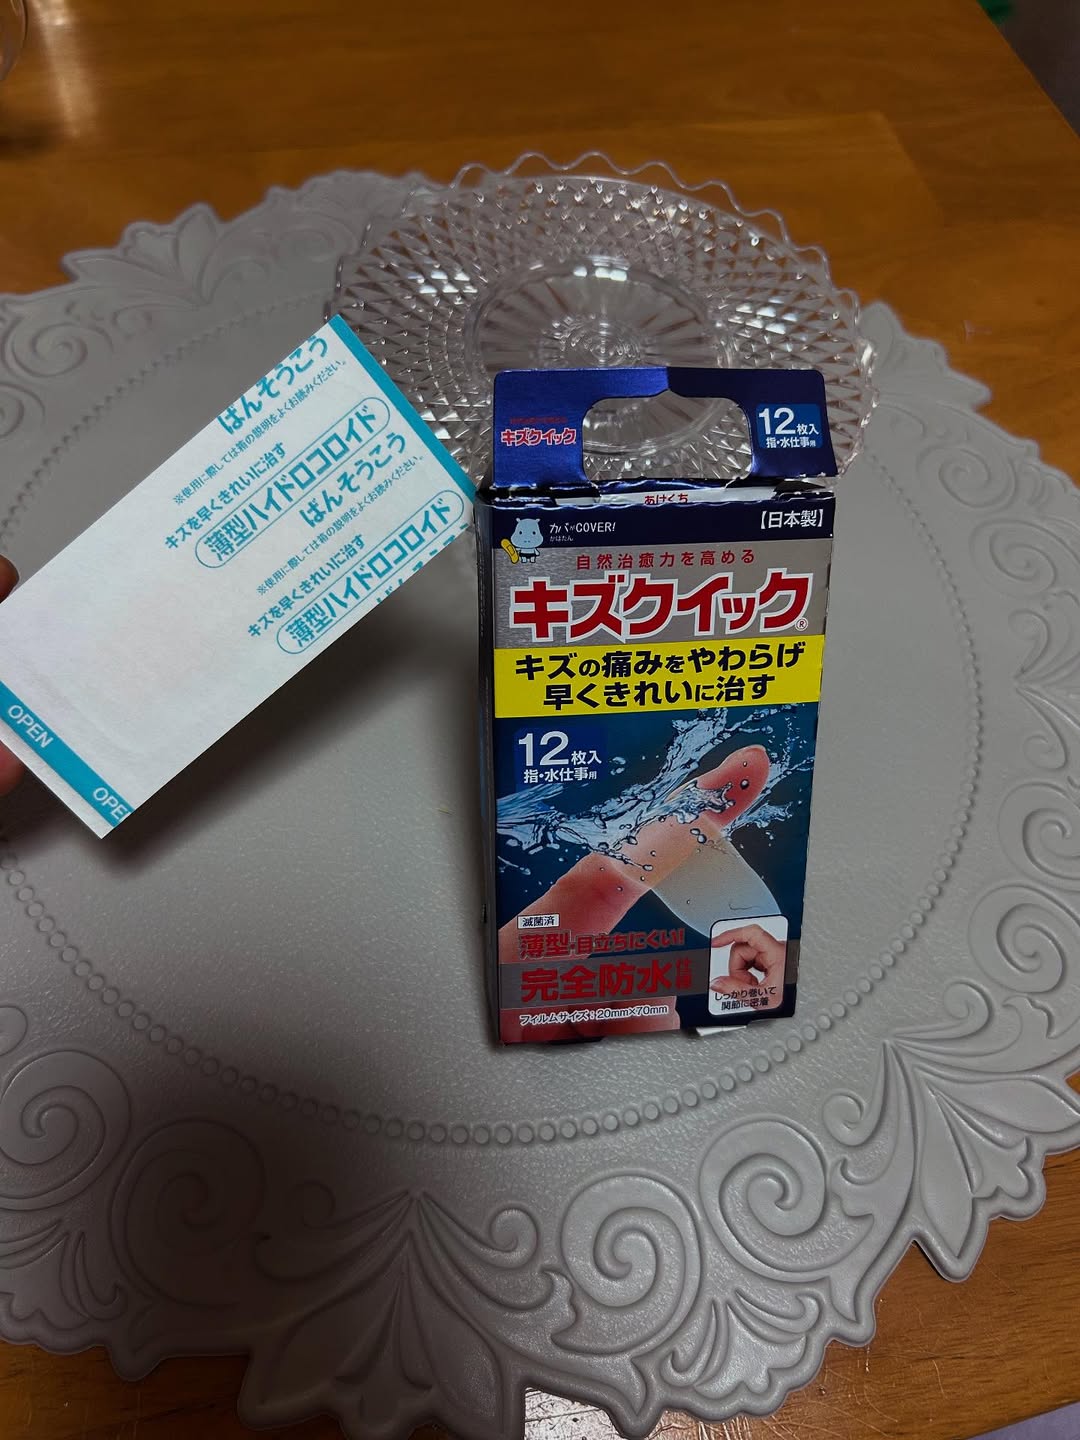 ばんそうこう
※使用に際しては箱の説明をよくお読みください。
キズを早くきれいに治す
薄型ハイドロコロイド
ばんそうこう
※使用に際しては箱の説明をよくお読みください。
キズを早くきれいに治す
薄型ハイドロコロイド
OPEN
OPE
キズクイック
12枚入
指・水仕事用
あけくち
カバがCOVER!
かばたん
【日本製】
自然治癒力を高める
キズクイック®
キズの痛みをやわらげ
早くきれいに治す
12枚入
指・水仕事用
滅菌済
薄型・目立ちにくい!
完全防水仕様
しっかり巻いて
関節に密着
フィルムサイズ:20mm×70mm